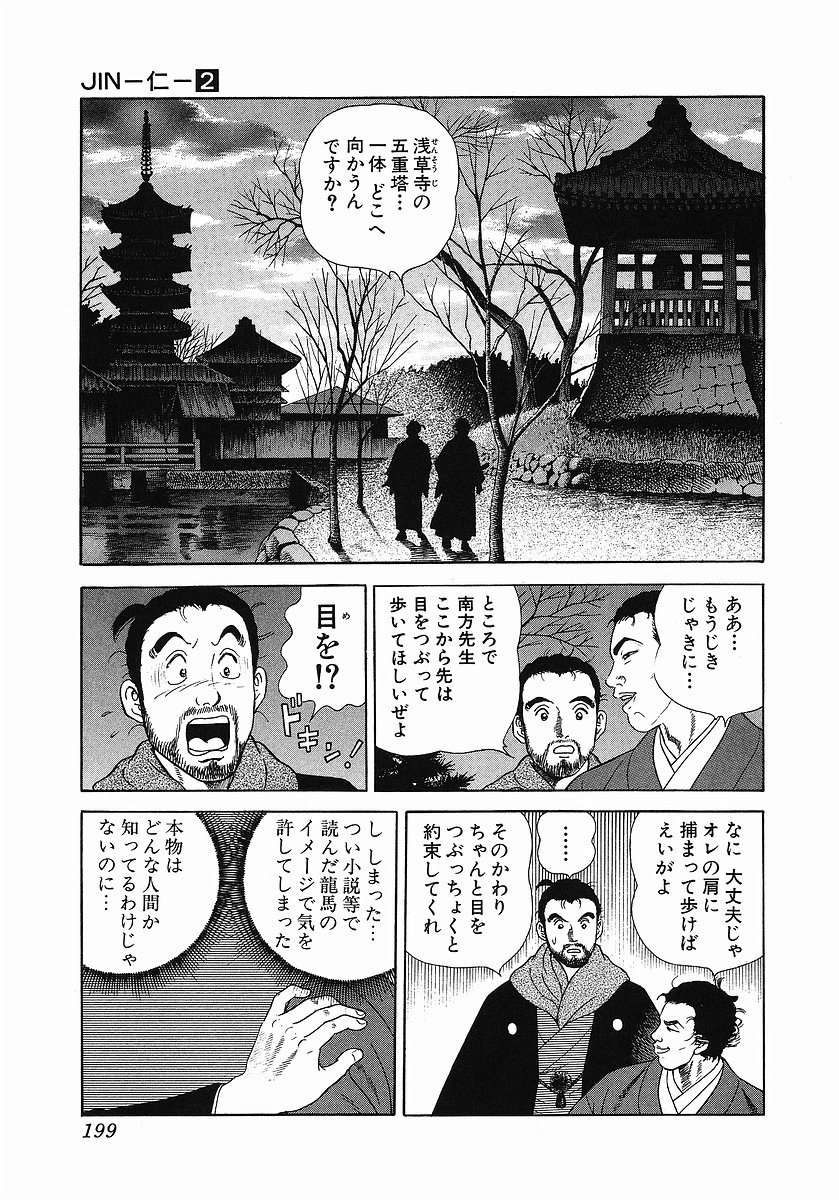 JIN－仁－2
浅草寺の
せんそうじ
五重塔…
一体 どこへ
向かうん
ですか？
ああ…
もうじき
じゃきに…
ところで
南方先生
ここから先は
目をつぶって
歩いてほしいぜよ
目を!?
め
ドキン！
なに 大丈夫じゃ
オレの肩に
捕まって歩けば
えいがよ
……
そのかわり
ちゃんと目を
つぶっちょくと
約束してくれ
し しまった…
つい小説等で
読んだ龍馬の
イメージで気を
許してしまった
本物は
どんな人間か
知ってるわけじゃ
ないのに…
199